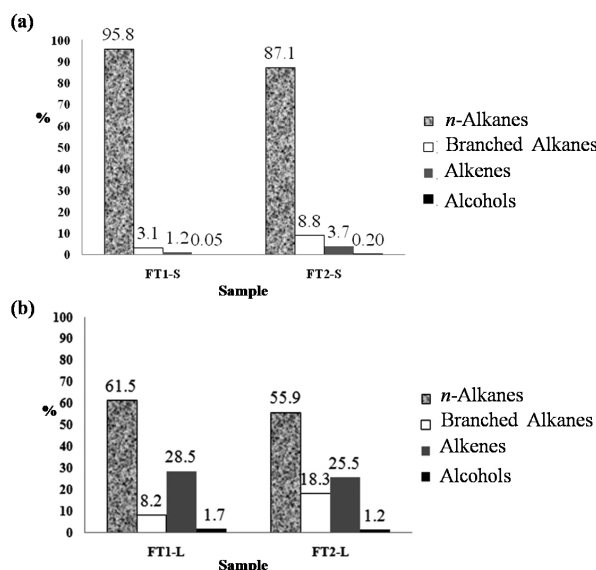 (a)
100
90
80
70
60
50
40
30
20
10
0
%
95.8
3.1
1.2
0.05
87.1
8.8
3.7
0.20
FT1-S
FT2-S
Sample
n-Alkanes
Branched Alkanes
Alkenes
Alcohols
(b)
100
90
80
70
60
50
40
30
20
10
0
%
61.5
8.2
28.5
1.7
55.9
18.3
25.5
1.2
FT1-L
FT2-L
Sample
n-Alkanes
Branched Alkanes
Alkenes
Alcohols